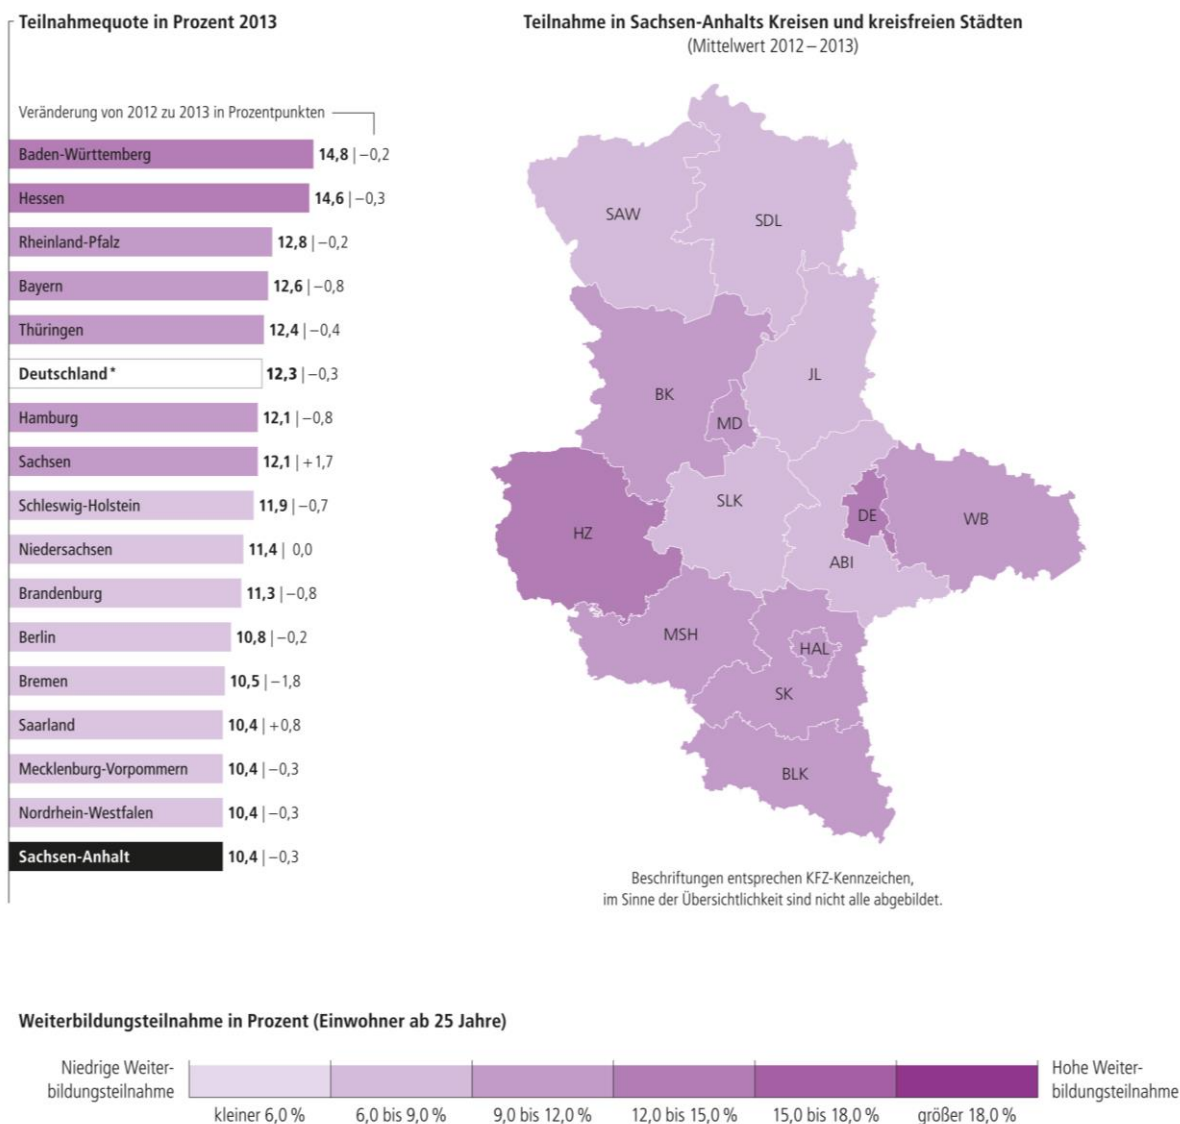 Teilnahmequote in Prozent 2013
Veränderung von 2012 zu 2013 in Prozentpunkten
Baden-Württemberg 14,8 | −0,2
Hessen 14,6 | −0,3
Rheinland-Pfalz 12,8 | −0,2
Bayern 12,6 | −0,8
Thüringen 12,4 | −0,4
Deutschland* 12,3 | −0,3
Hamburg 12,1 | −0,8
Sachsen 12,1 | +1,7
Schleswig-Holstein 11,9 | −0,7
Niedersachsen 11,4 | 0,0
Brandenburg 11,3 | −0,8
Berlin 10,8 | −0,2
Bremen 10,5 | −1,8
Saarland 10,4 | +0,8
Mecklenburg-Vorpommern 10,4 | −0,3
Nordrhein-Westfalen 10,4 | −0,3
Sachsen-Anhalt 10,4 | −0,3
Teilnahme in Sachsen-Anhalts Kreisen und kreisfreien Städten
(Mittelwert 2012 – 2013)
SAW
SDL
JL
BK
MD
SLK
HZ
DE
WB
ABI
MSH
HAL
SK
BLK
Beschriftungen entsprechen KFZ-Kennzeichen,
im Sinne der Übersichtlichkeit sind nicht alle abgebildet.
Weiterbildungsteilnahme in Prozent (Einwohner ab 25 Jahre)
Niedrige Weiter-
bildungsteilnahme
kleiner 6,0 %
6,0 bis 9,0 %
9,0 bis 12,0 %
12,0 bis 15,0 %
15,0 bis 18,0 %
größer 18,0 %
Hohe Weiter-
bildungsteilnahme